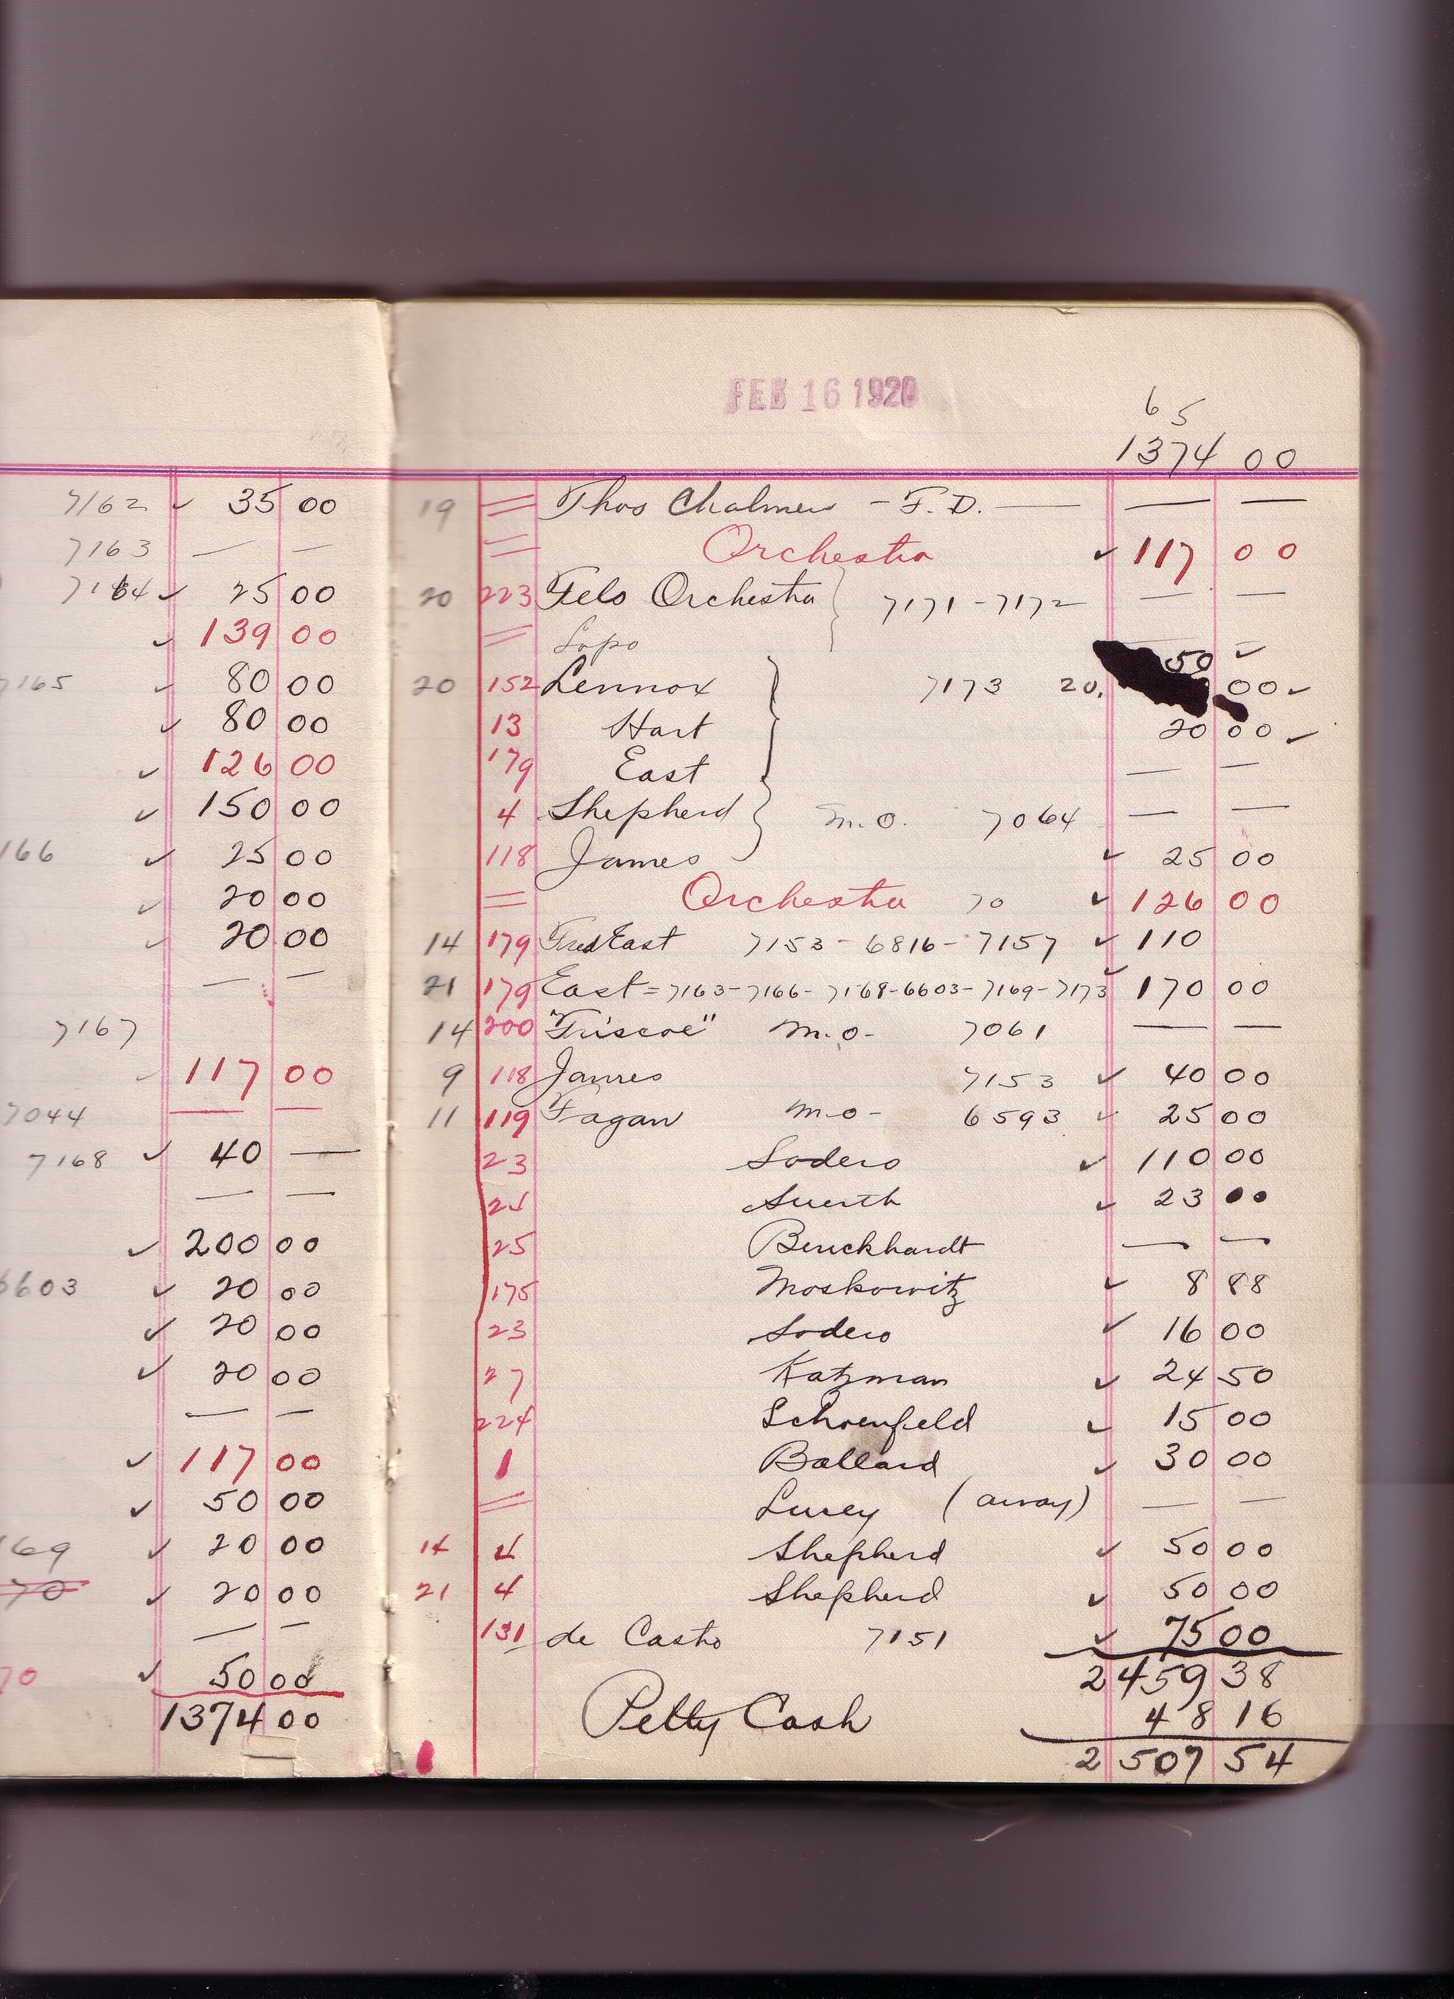 7162 ✓ 35 00
7163 — —
7164 ✓ 25 00
✓ 139 00
7165 ✓ 80 00
✓ 80 00
✓ 126 00
✓ 150 00
166 ✓ 25 00
✓ 20 00
✓ 20 00
— —
7167
117 00
7044 — —
7168 ✓ 40 —
— —
✓ 200 00
6603 ✓ 20 00
✓ 20 00
✓ 20 00
— —
✓ 117 00
✓ 50 00
169 ✓ 20 00
70 ✓ 20 00
— —
70 ✓ 50 00
1374 00
FEB 16 1920
65
1374 00
19 = Thos Chalmers - F.D. — — —
= Orchestra ✓ 117 00
20 223 Felo Orchestra 7171-7172 — —
= Lopo 50 ✓
20 152 Lennox 7173 20. 00 ✓
13 Hart 20 00 ✓
179 East — —
4 Shepherd m.o. 7064 — —
118 James ✓ 25 00
= Orchestra 70 ✓ 126 00
14 179 Fred East 7153-6816-7157 ✓ 110
21 179 East = 7163-7166-7168-6603-7169-7173 ✓ 170 00
14 200 "Friscoe" m.o- 7061 — —
9 118 James 7153 ✓ 40 00
11 119 Fagan m-o- 6593 ✓ 25 00
23 Sodero ✓ 110 00
24 Suerth ✓ 23 00
25 Benckhardt — —
175 Moskowitz ✓ 8 88
23 Sodero ✓ 16 00
27 Katzman ✓ 24 50
224 Schoenfeld ✓ 15 00
1 Ballard ✓ 30 00
= Lurey (away) — —
14 4 Shepherd ✓ 50 00
21 4 Shepherd ✓ 50 00
131 de Castro 7151 ✓ 75 00
2459 38
Petty Cash 48 16
2507 54